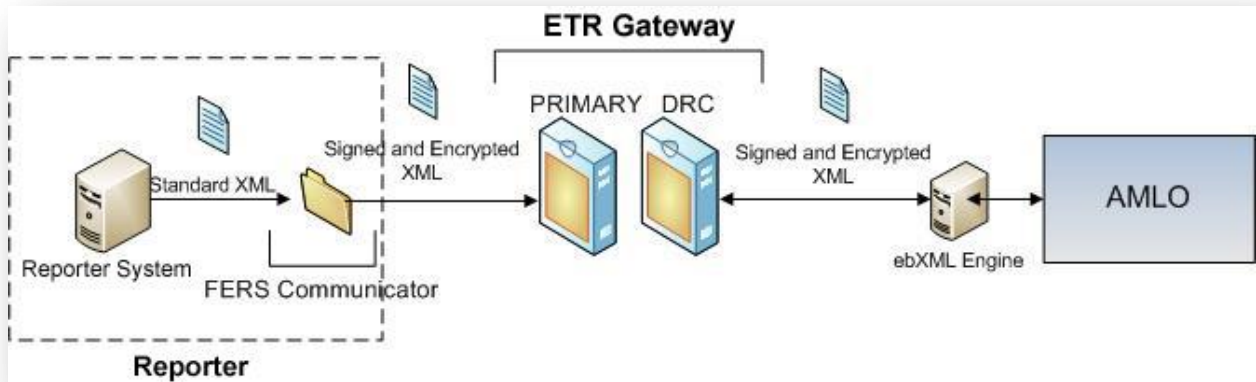 ETR Gateway
PRIMARY DRC
Signed and Encrypted
XML
Signed and Encrypted
XML
Standard XML
Reporter System
FERS Communicator
ebXML Engine
AMLO
Reporter